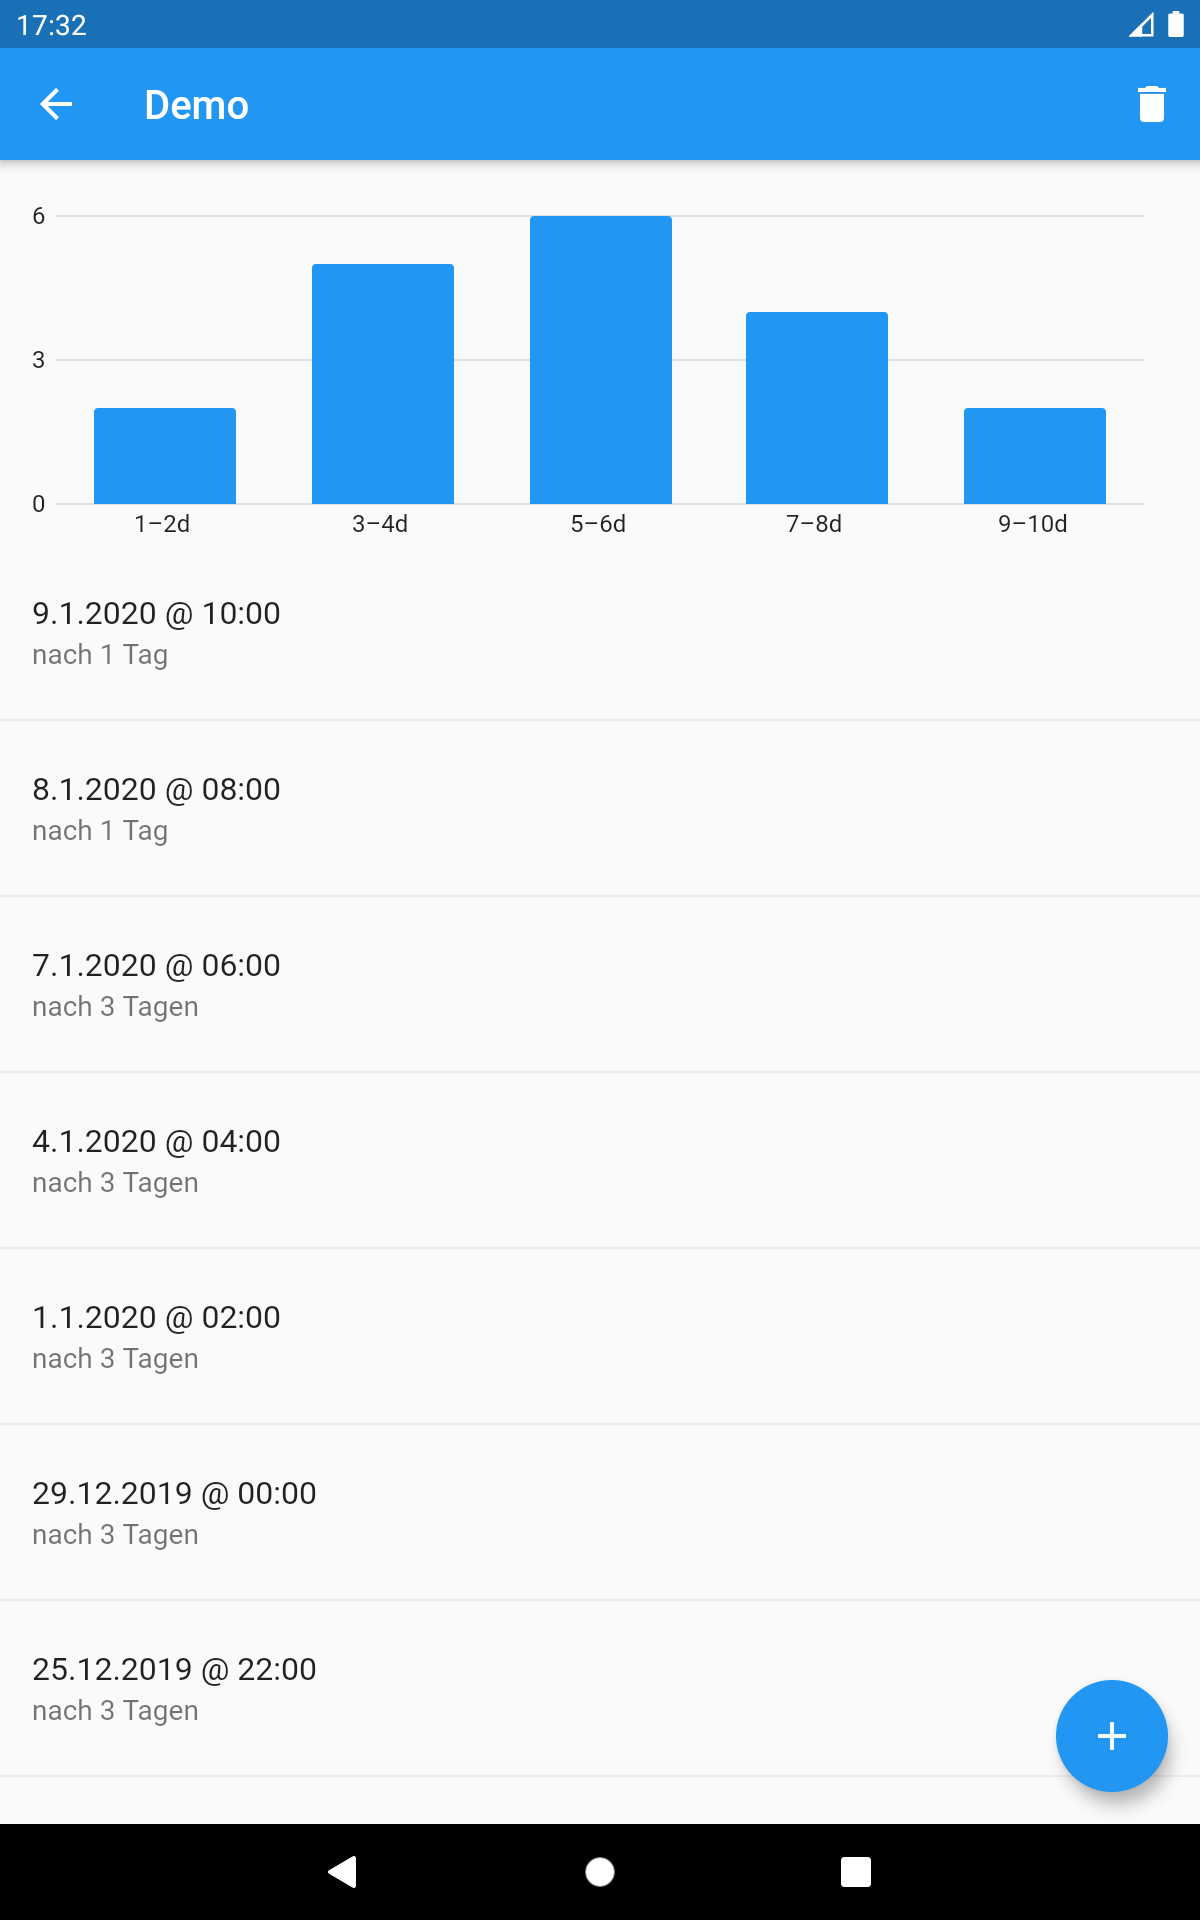 17:32
Demo
6
3
0
1–2d 3–4d 5–6d 7–8d 9–10d
9.1.2020 @ 10:00
nach 1 Tag
8.1.2020 @ 08:00
nach 1 Tag
7.1.2020 @ 06:00
nach 3 Tagen
4.1.2020 @ 04:00
nach 3 Tagen
1.1.2020 @ 02:00
nach 3 Tagen
29.12.2019 @ 00:00
nach 3 Tagen
25.12.2019 @ 22:00
nach 3 Tagen